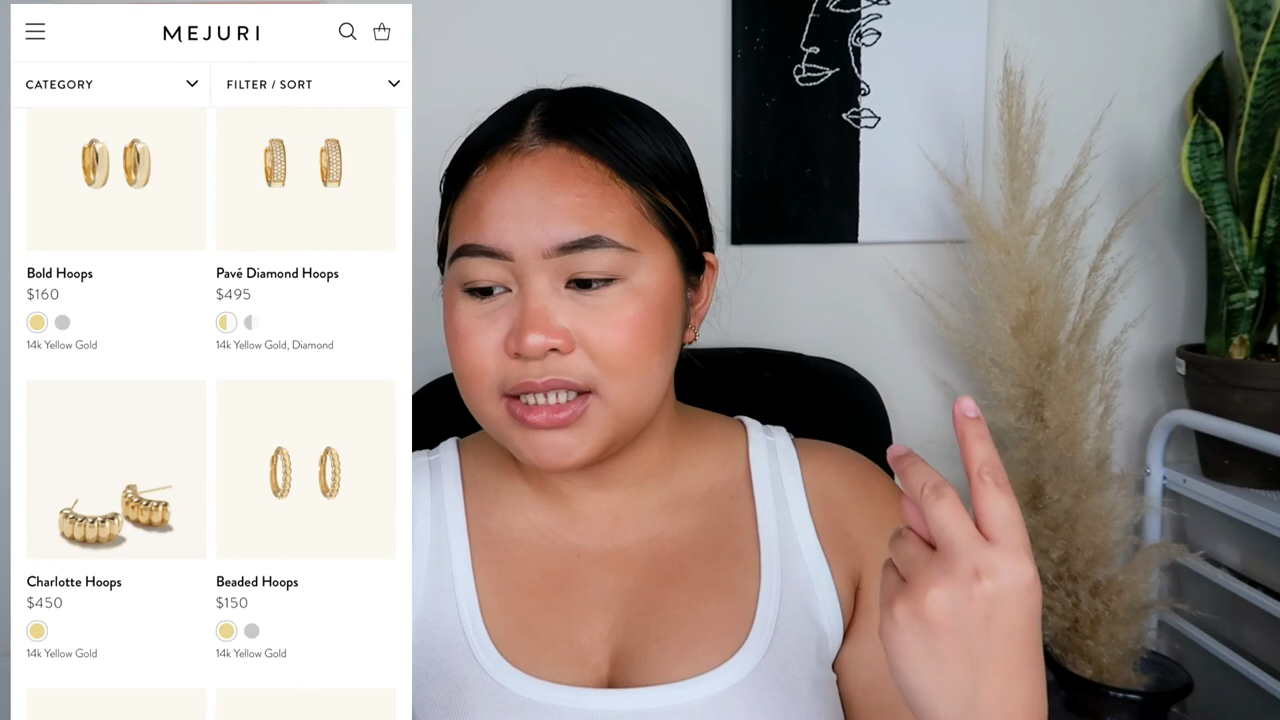 MEJURI
CATEGORY
FILTER / SORT
Bold Hoops
$160
14k Yellow Gold
Pavé Diamond Hoops
$495
14k Yellow Gold, Diamond
Charlotte Hoops
$450
14k Yellow Gold
Beaded Hoops
$150
14k Yellow Gold